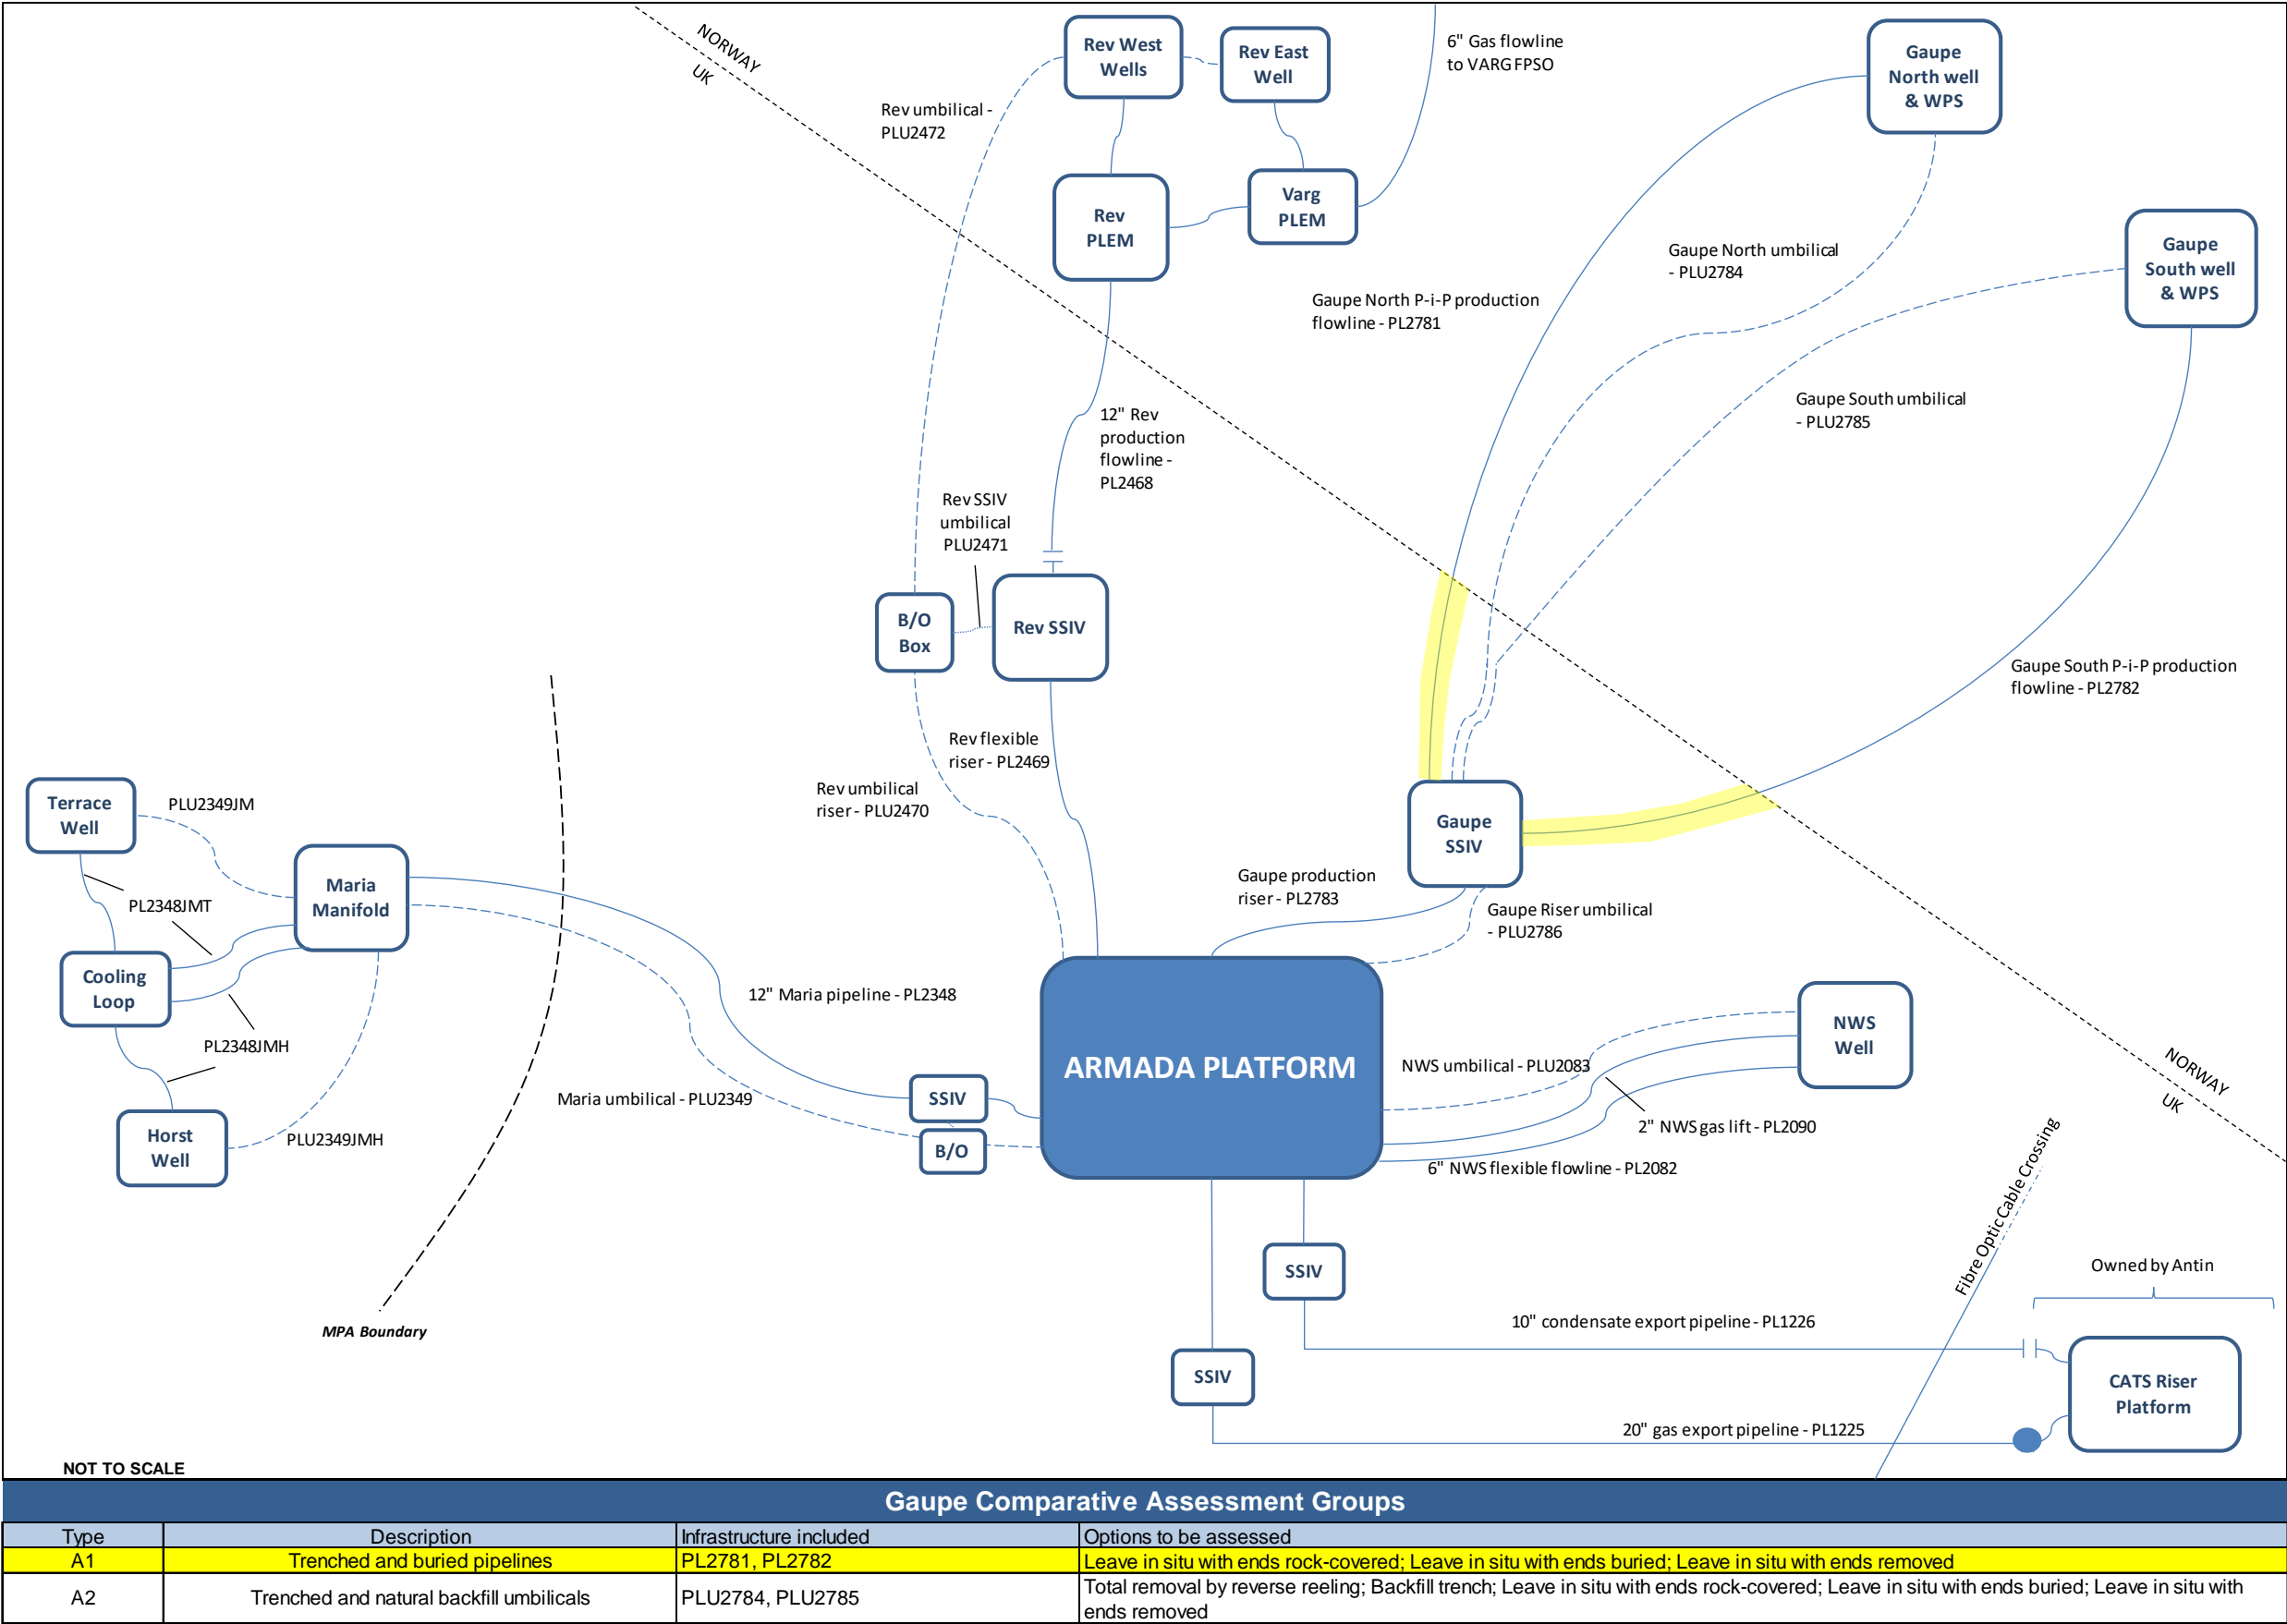 NORWAY
UK
Rev West
Wells
Rev East
Well
6" Gas flowline
to VARG FPSO
Gaupe
North well
& WPS
Rev umbilical -
PLU2472
Rev
PLEM
Varg
PLEM
Gaupe North umbilical
- PLU2784
Gaupe
South well
& WPS
Gaupe North P-i-P production
flowline - PL2781
12" Rev
production
flowline -
PL2468
Gaupe South umbilical
- PLU2785
Rev SSIV
umbilical
PLU2471
B/O
Box
Rev SSIV
Gaupe South P-i-P production
flowline - PL2782
Rev flexible
riser - PL2469
Rev umbilical
riser - PLU2470
Terrace
Well
PLU2349JM
Gaupe
SSIV
Maria
Manifold
PL2348JMT
Gaupe production
riser - PL2783
Gaupe Riser umbilical
- PLU2786
Cooling
Loop
12" Maria pipeline - PL2348
PL2348JMH
ARMADA PLATFORM
NWS
Well
NWS umbilical - PLU2083
NORWAY
UK
SSIV
Maria umbilical - PLU2349
Horst
Well
PLU2349JMH
B/O
2" NWS gas lift - PL2090
6" NWS flexible flowline - PL2082
Fibre Optic Cable Crossing
SSIV
Owned by Antin
MPA Boundary
10" condensate export pipeline - PL1226
SSIV
CATS Riser
Platform
20" gas export pipeline - PL1225
NOT TO SCALE
Gaupe Comparative Assessment Groups
Type Description Infrastructure included Options to be assessed
A1 Trenched and buried pipelines PL2781, PL2782 Leave in situ with ends rock-covered; Leave in situ with ends buried; Leave in situ with ends removed
A2 Trenched and natural backfill umbilicals PLU2784, PLU2785 Total removal by reverse reeling; Backfill trench; Leave in situ with ends rock-covered; Leave in situ with ends buried; Leave in situ with
ends removed